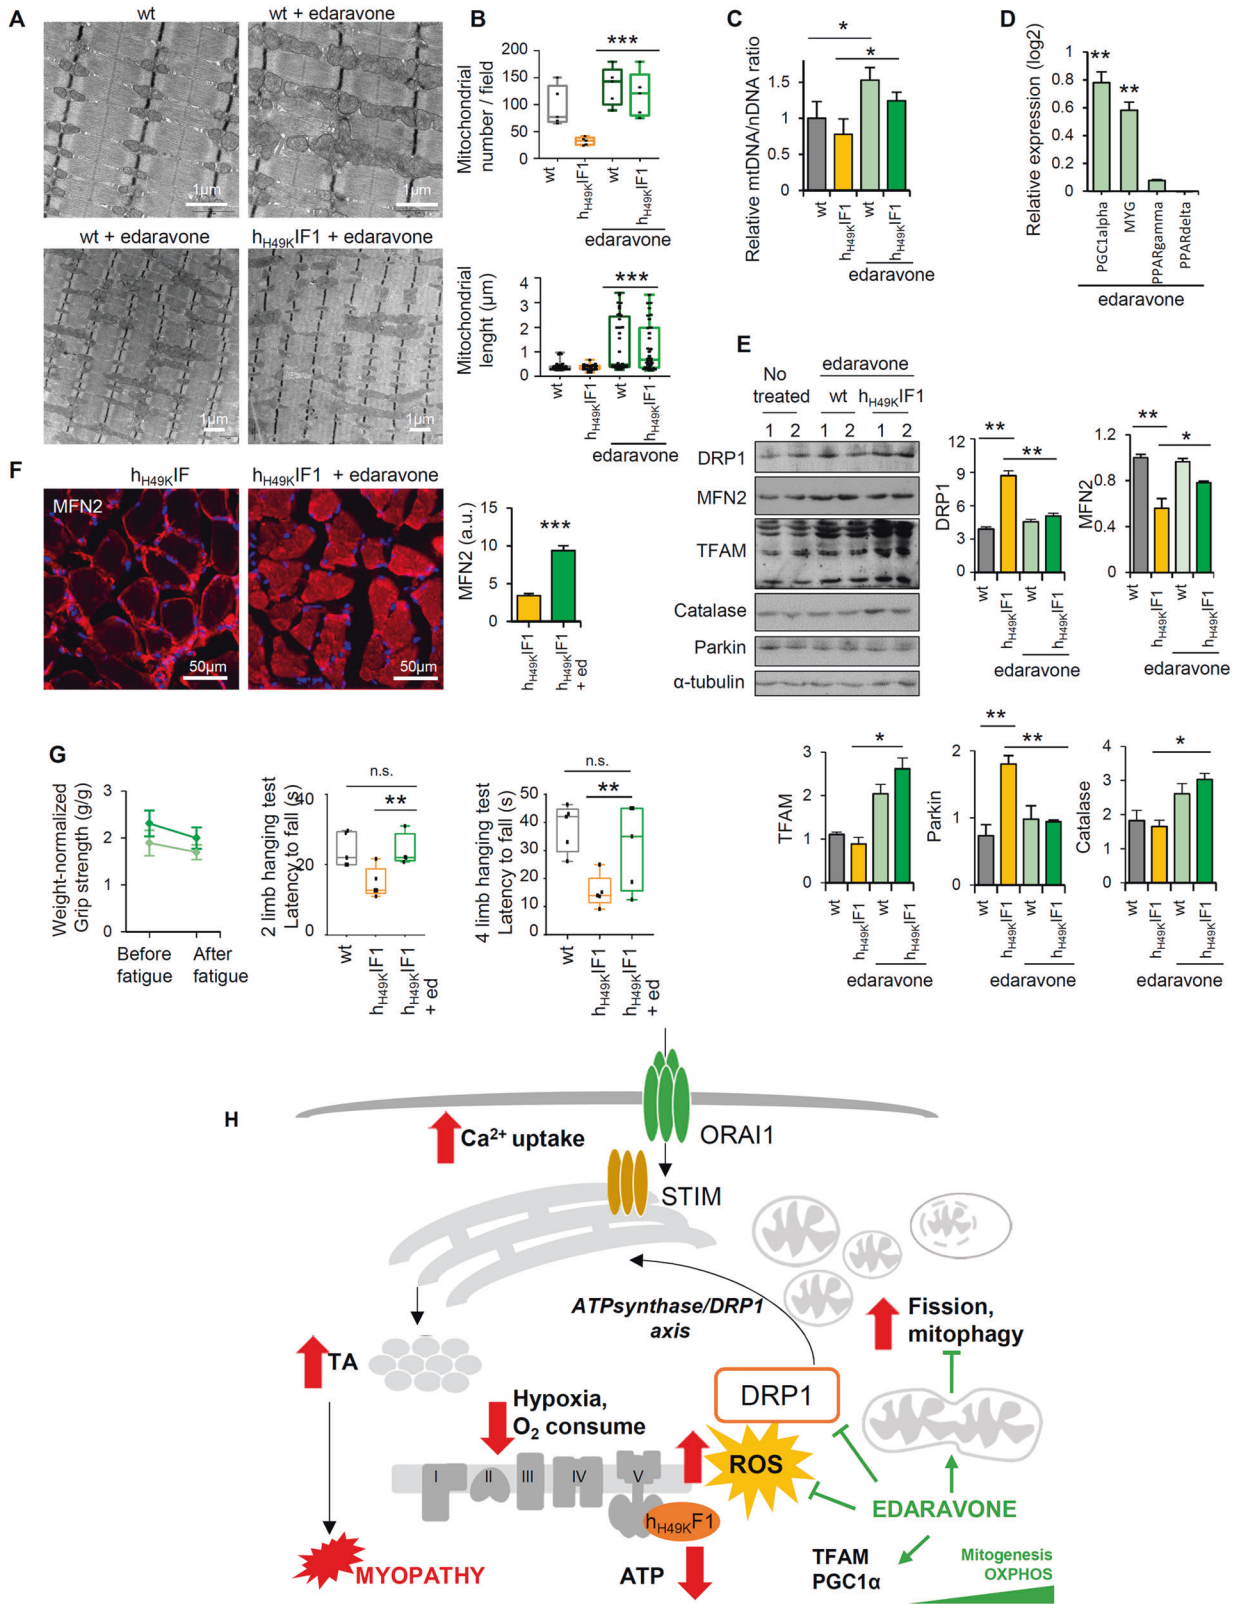 A
wt
wt + edaravone
1µm
1µm
wt + edaravone
hH49KIF1 + edaravone
1µm
1µm
B
Mitochondrial
number / field
200
150
100
50
0
***
wt
hH49KIF1
wt
hH49KIF1
edaravone
Mitochondrial
lenght (µm)
4
3
2
1
0
***
wt
hH49KIF1
wt
hH49KIF1
edaravone
C
Relative mtDNA/nDNA ratio
*
*
1.5
1.0
0.5
0
wt
hH49KIF1
wt
hH49KIF1
edaravone
D
Relative expression (log2)
1
0.8
0.6
0.4
0.2
0
**
**
PGC1alpha
MYG
PPARgamma
PPARdelta
edaravone
E
No
treated
edaravone
wt
hH49KIF1
1 2 1 2 1 2
DRP1
MFN2
TFAM
Catalase
Parkin
α-tubulin
DRP1
12
9
6
3
0
**
**
wt
hH49KIF1
wt
hH49KIF1
edaravone
MFN2
1.2
0.8
0.4
0
**
*
wt
hH49KIF1
wt
hH49KIF1
edaravone
TFAM
3
2
1
0
*
wt
hH49KIF1
wt
hH49KIF1
edaravone
Parkin
2
1
0
**
**
wt
hH49KIF1
wt
hH49KIF1
edaravone
Catalase
4
3
2
1
0
*
wt
hH49KIF1
wt
hH49KIF1
edaravone
F
hH49KIF
hH49KIF1 + edaravone
MFN2
50µm
50µm
MFN2 (a.u.)
15
10
5
0
***
hH49KIF1
hH49KIF1
+ ed
G
Weight-normalized
Grip strength (g/g)
3
2
1
0
Before
fatigue
After
fatigue
2 limb hanging test
Latency to fall (s)
40
20
0
n.s.
**
wt
hH49KIF1
hH49KIF1
+ ed
4 limb hanging test
Latency to fall (s)
50
40
30
20
10
0
n.s.
**
wt
hH49KIF1
hH49KIF1
+ ed
H
Ca2+ uptake
ORAI1
STIM
ATPsynthase/DRP1
axis
Fission,
mitophagy
TA
Hypoxia,
O2 consume
DRP1
ROS
I II III IV V
hH49KF1
EDARAVONE
MYOPATHY
ATP
TFAM
PGC1α
Mitogenesis
OXPHOS